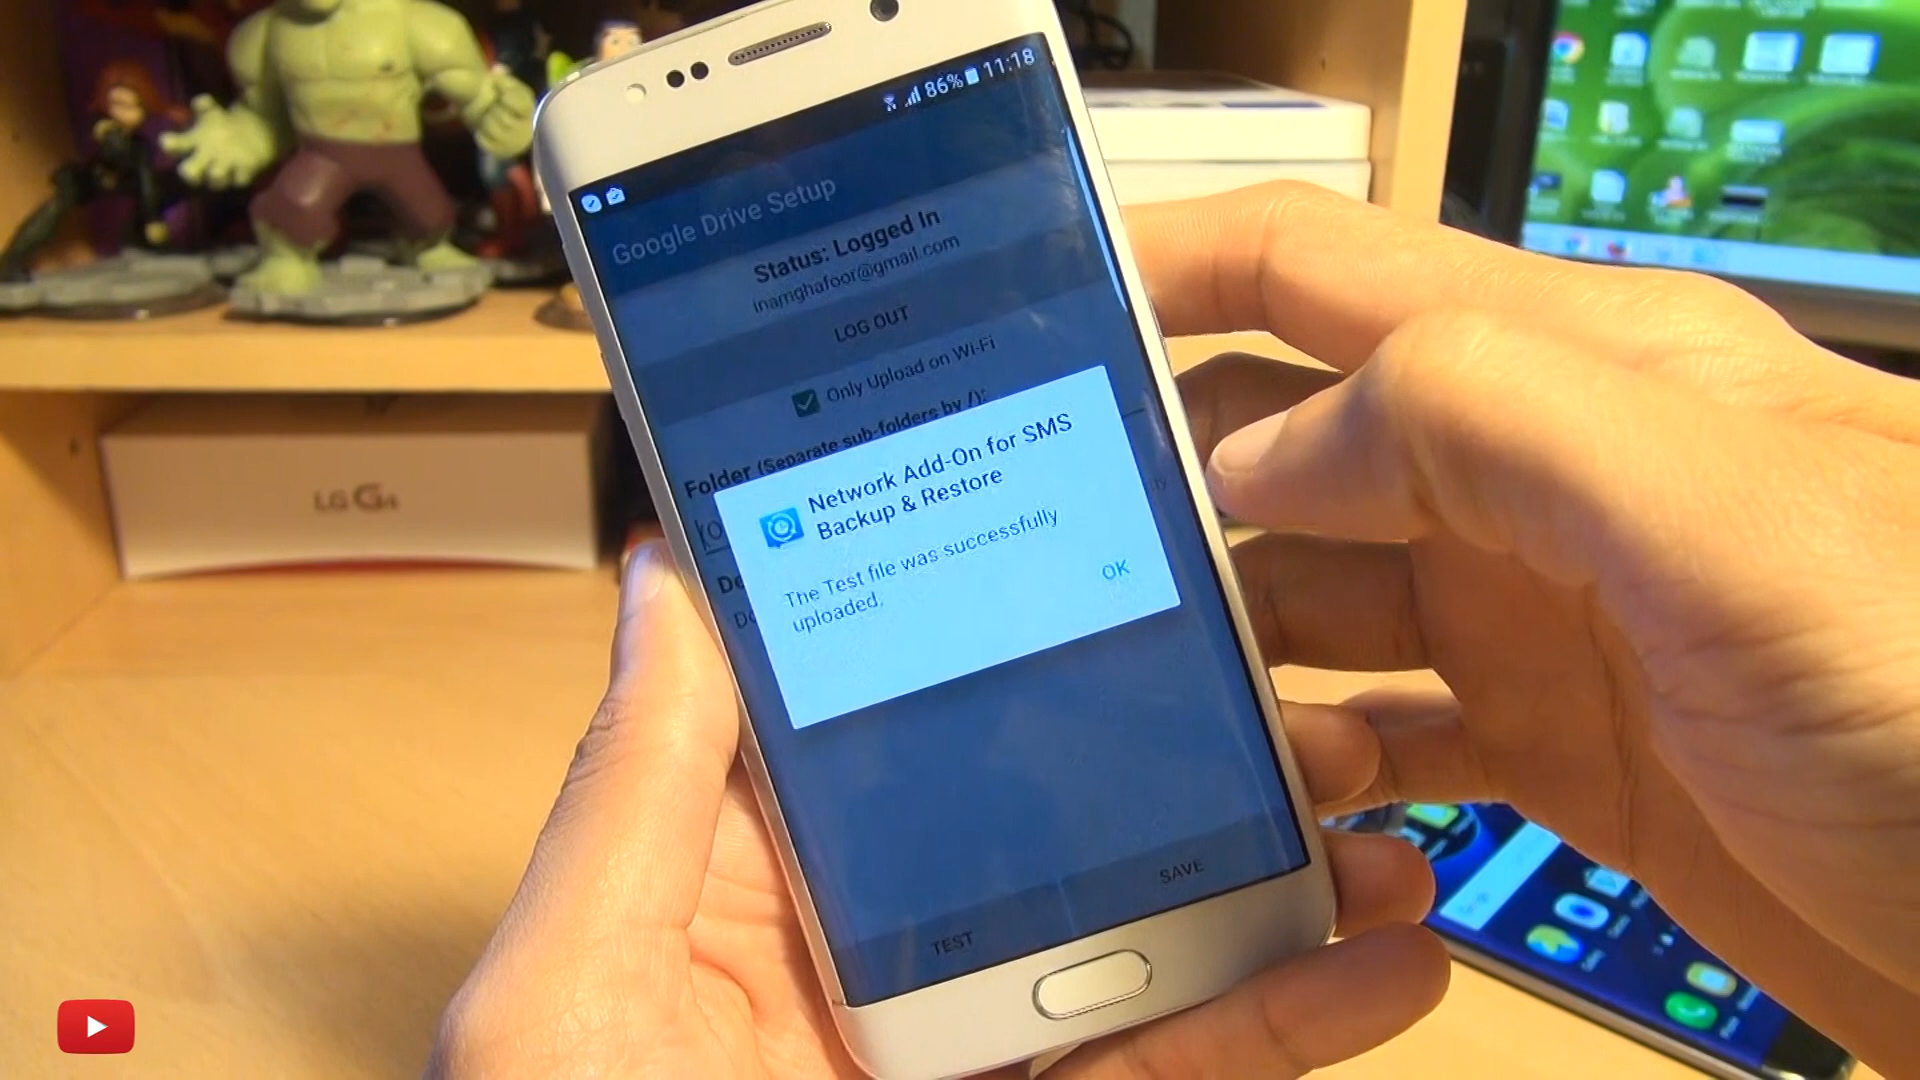 86% 11:18
Google Drive Setup
Status: Logged In
inamghafoor@gmail.com
LOG OUT
Only Upload on Wi-Fi
Folder (Separate sub-folders by /):
Network Add-On for SMS
Backup & Restore
The Test file was successfully
uploaded.
OK
TEST
SAVE
LG G4